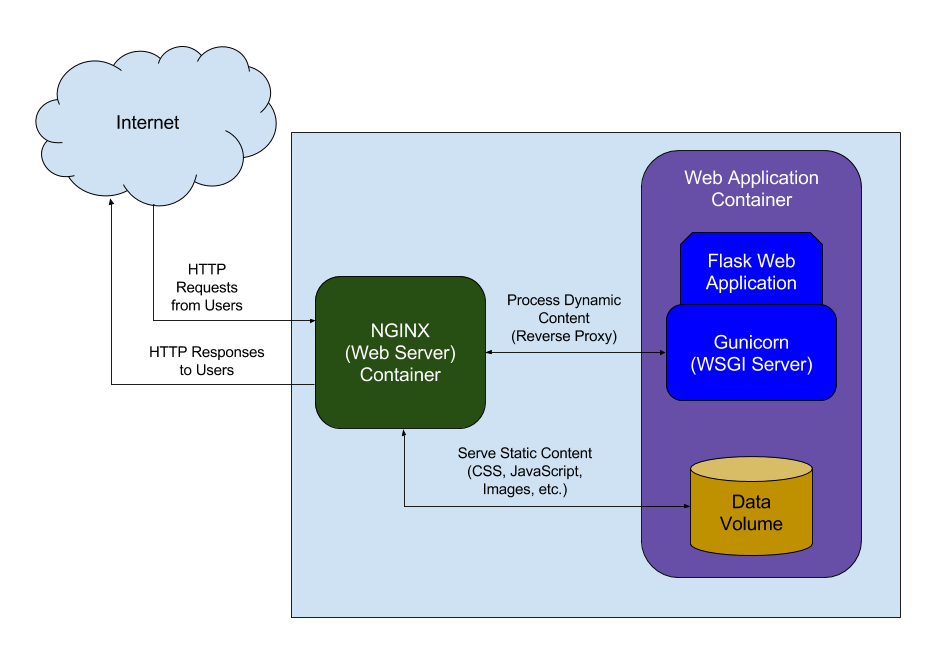 Internet
Web Application
Container
Flask Web
Application
HTTP
Requests
from Users
Process Dynamic
Content
(Reverse Proxy)
NGINX
(Web Server)
Container
Gunicorn
(WSGI Server)
HTTP Responses
to Users
Serve Static Content
(CSS, JavaScript,
Images, etc.)
Data
Volume